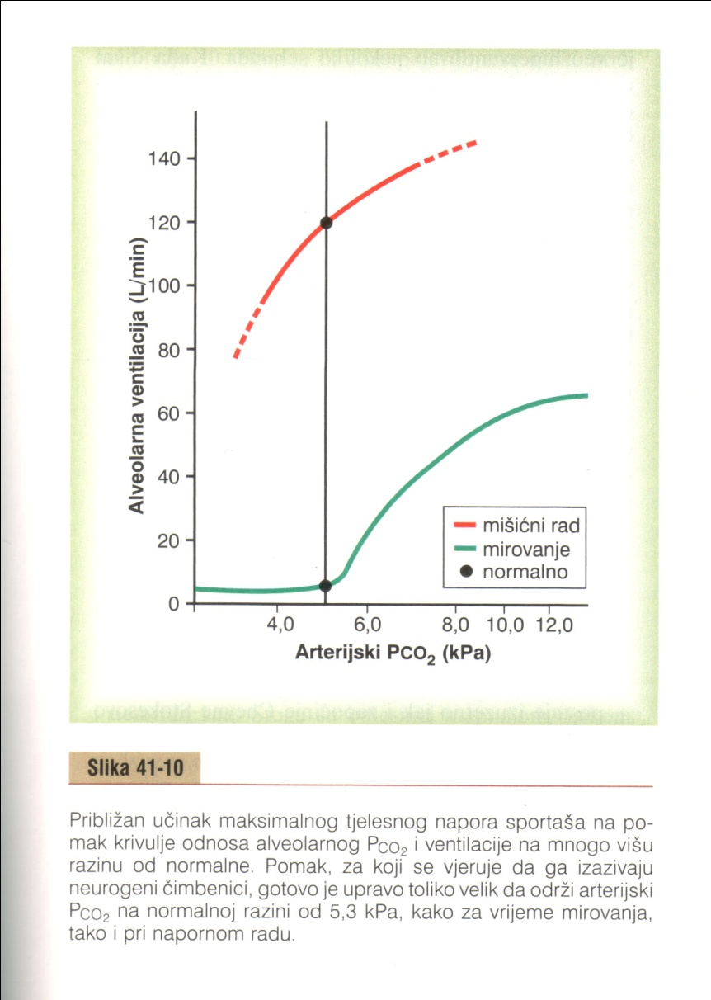 140
120
100
80
60
40
20
0
Alveolarna ventilacija (L/min)
mišićni rad
mirovanje
normalno
4,0 6,0 8,0 10,0 12,0
Arterijski PCO₂ (kPa)
Slika 41-10
Približan učinak maksimalnog tjelesnog napora sportaša na po-
mak krivulje odnosa alveolarnog PCO₂ i ventilacije na mnogo višu
razinu od normalne. Pomak, za koji se vjeruje da ga izazivaju
neurogeni čimbenici, gotovo je upravo toliko velik da održi arterijski
PCO₂ na normalnoj razini od 5,3 kPa, kako za vrijeme mirovanja,
tako i pri napornom radu.